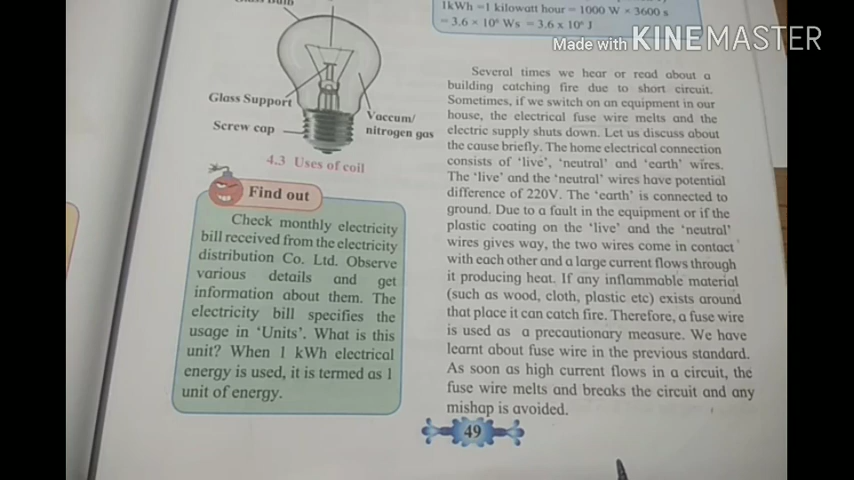 Bulb
Glass Support
Screw cap
Vaccum/
nitrogen gas
4.3 Uses of coil
Find out
Check monthly electricity
bill received from the electricity
distribution Co. Ltd. Observe
various details and get
information about them. The
electricity bill specifies the
usage in 'Units'. What is this
unit? When 1 kWh electrical
energy is used, it is termed as 1
unit of energy.
1kWh =1 kilowatt hour = 1000 W × 3600 s
= 3.6 × 10⁶ Ws = 3.6 x 10⁶ J
Made with KINEMASTER
Several times we hear or read about a
building catching fire due to short circuit.
Sometimes, if we switch on an equipment in our
house, the electrical fuse wire melts and the
electric supply shuts down. Let us discuss about
the cause briefly. The home electrical connection
consists of 'live', 'neutral' and 'earth' wires.
The 'live' and the 'neutral' wires have potential
difference of 220V. The 'earth' is connected to
ground. Due to a fault in the equipment or if the
plastic coating on the 'live' and the 'neutral'
wires gives way, the two wires come in contact
with each other and a large current flows through
it producing heat. If any inflammable material
(such as wood, cloth, plastic etc) exists around
that place it can catch fire. Therefore, a fuse wire
is used as a precautionary measure. We have
learnt about fuse wire in the previous standard.
As soon as high current flows in a circuit, the
fuse wire melts and breaks the circuit and any
mishap is avoided.
49